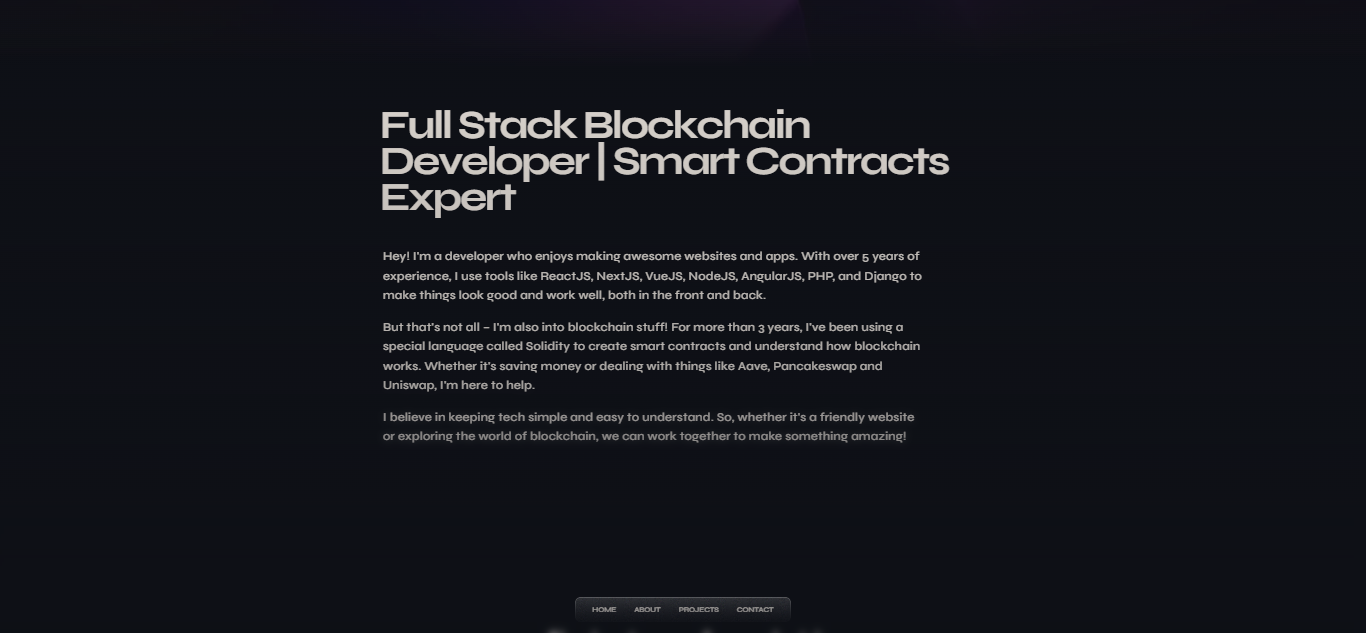 Full Stack Blockchain
Developer | Smart Contracts
Expert
Hey! I'm a developer who enjoys making awesome websites and apps. With over 5 years of
experience, I use tools like ReactJS, NextJS, VueJS, NodeJS, AngularJS, PHP, and Django to
make things look good and work well, both in the front and back.
But that's not all – I'm also into blockchain stuff! For more than 3 years, I've been using a
special language called Solidity to create smart contracts and understand how blockchain
works. Whether it's saving money or dealing with things like Aave, Pancakeswap and
Uniswap, I'm here to help.
I believe in keeping tech simple and easy to understand. So, whether it's a friendly website
or exploring the world of blockchain, we can work together to make something amazing!
HOME ABOUT PROJECTS CONTACT